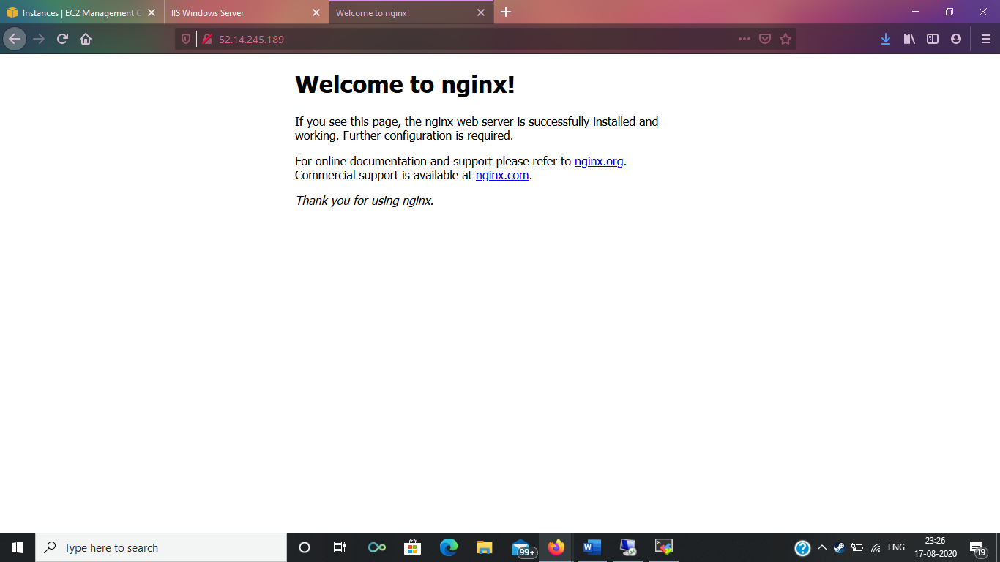 Instances | EC2 Management C
IIS Windows Server
Welcome to nginx!
52.14.245.189
Welcome to nginx!
If you see this page, the nginx web server is successfully installed and
working. Further configuration is required.
For online documentation and support please refer to nginx.org.
Commercial support is available at nginx.com.
Thank you for using nginx.
Type here to search
99+
ENG
23:26
17-08-2020
19